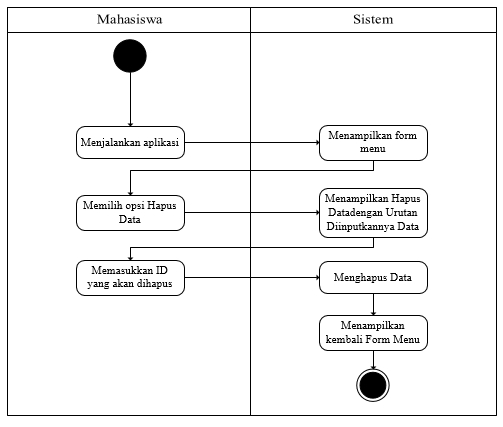 Mahasiswa
Sistem
Menjalankan aplikasi
Menampilkan form
menu
Memilih opsi Hapus
Data
Menampilkan Hapus
Datadengan Urutan
Diinputkannya Data
Memasukkan ID
yang akan dihapus
Menghapus Data
Menampilkan
kembali Form Menu